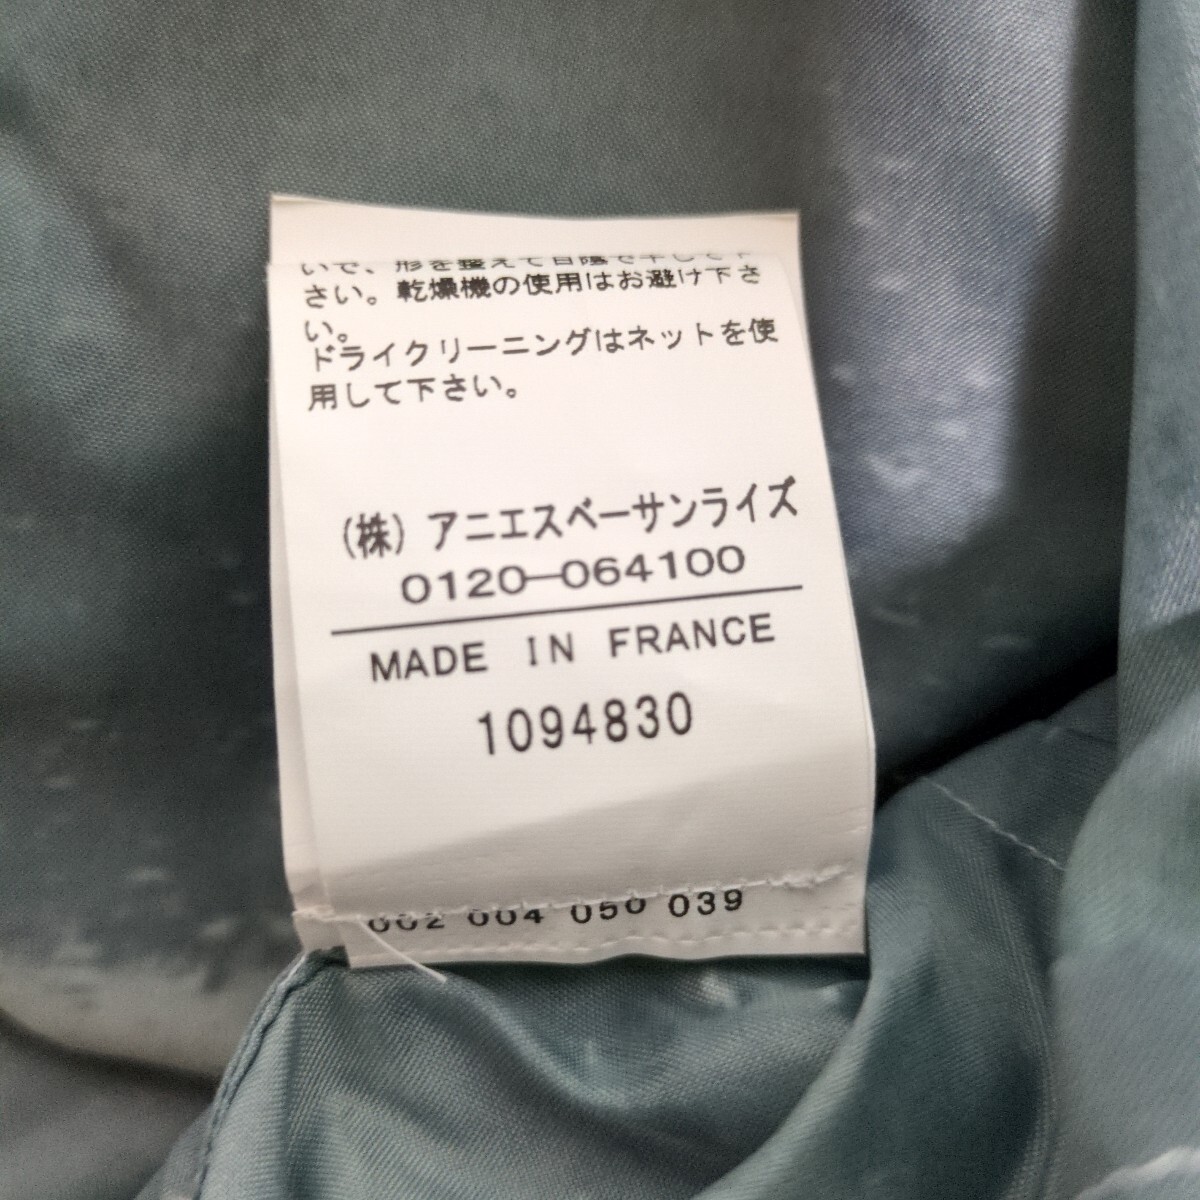 いで、形を整えて日陰で干して下
さい。乾燥機の使用はお避け下さ
い。
ドライクリーニングはネットを使
用して下さい。
(株) アニエスベーサンライズ
0120-064100
MADE IN FRANCE
1094830
002 004 050 039